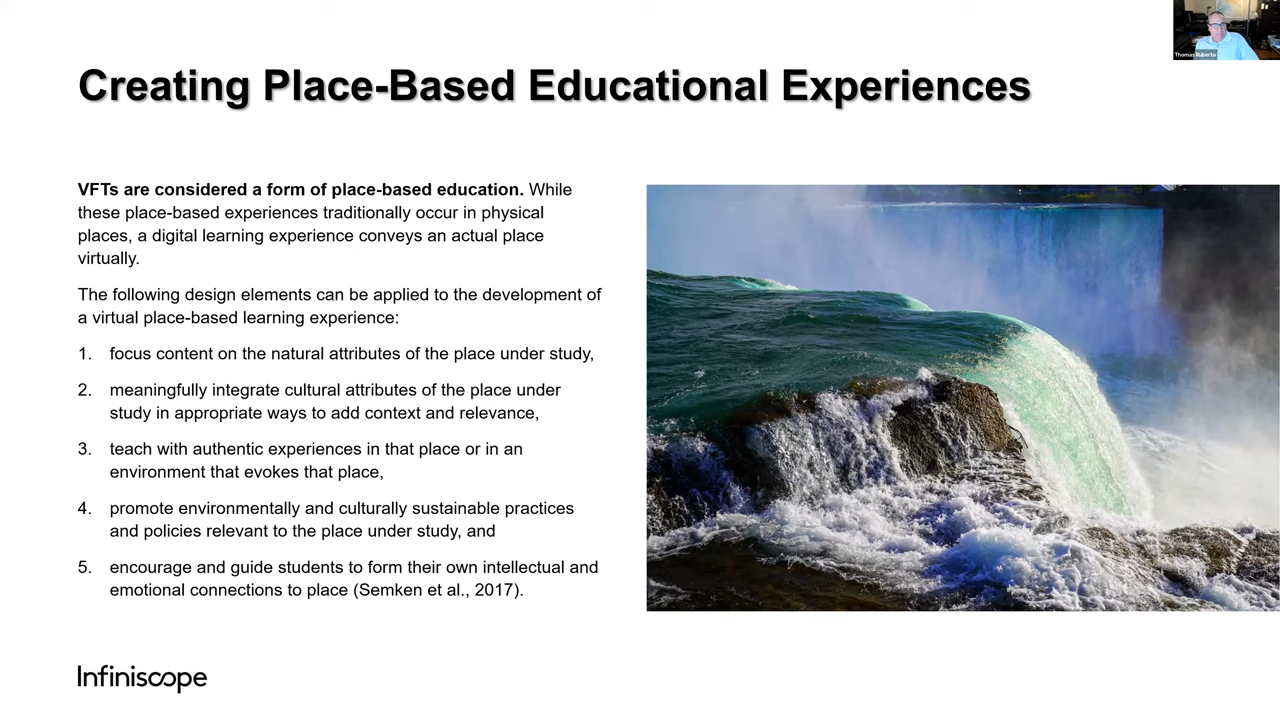 Thomas Ruberto
Creating Place-Based Educational Experiences
VFTs are considered a form of place-based education. While
these place-based experiences traditionally occur in physical
places, a digital learning experience conveys an actual place
virtually.
The following design elements can be applied to the development of
a virtual place-based learning experience:
1. focus content on the natural attributes of the place under study,
2. meaningfully integrate cultural attributes of the place under
study in appropriate ways to add context and relevance,
3. teach with authentic experiences in that place or in an
environment that evokes that place,
4. promote environmentally and culturally sustainable practices
and policies relevant to the place under study, and
5. encourage and guide students to form their own intellectual and
emotional connections to place (Semken et al., 2017).
Infiniscope